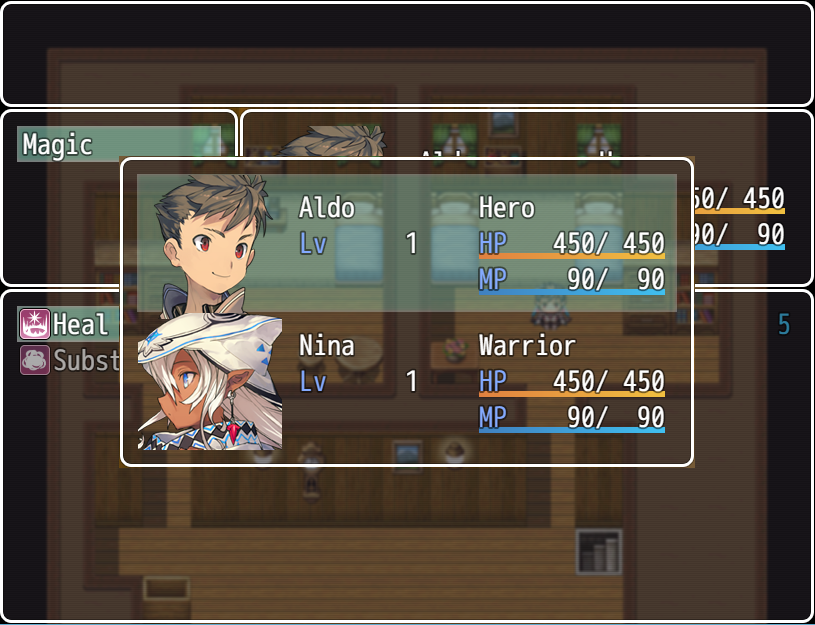 Magic
50/ 450
90/ 90
Aldo Hero
Lv 1 HP 450/ 450
MP 90/ 90
Heal 5
Subst
Nina Warrior
Lv 1 HP 450/ 450
MP 90/ 90